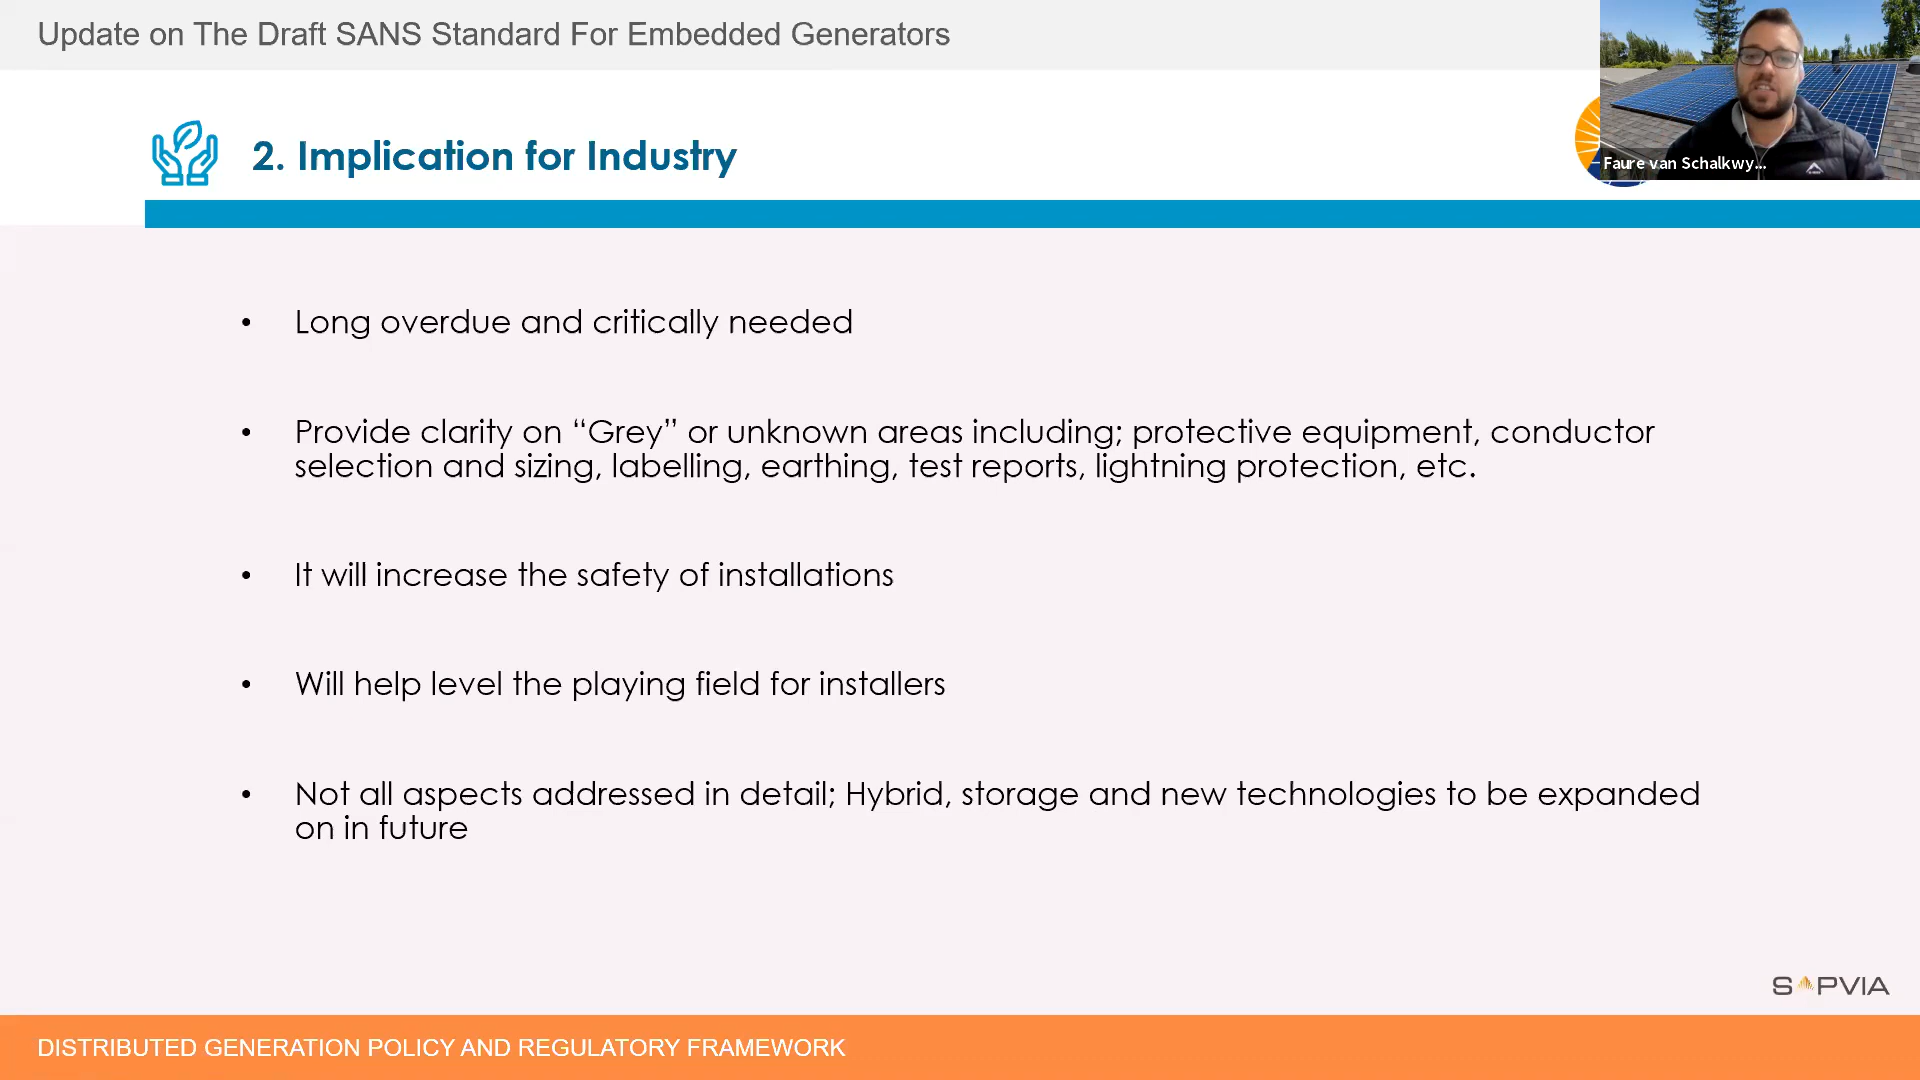 Update on The Draft SANS Standard For Embedded Generators
2. Implication for Industry
Faure van Schalkwy...
• Long overdue and critically needed
• Provide clarity on “Grey” or unknown areas including; protective equipment, conductor
selection and sizing, labelling, earthing, test reports, lightning protection, etc.
• It will increase the safety of installations
• Will help level the playing field for installers
• Not all aspects addressed in detail; Hybrid, storage and new technologies to be expanded
on in future
SAPVIA
DISTRIBUTED GENERATION POLICY AND REGULATORY FRAMEWORK